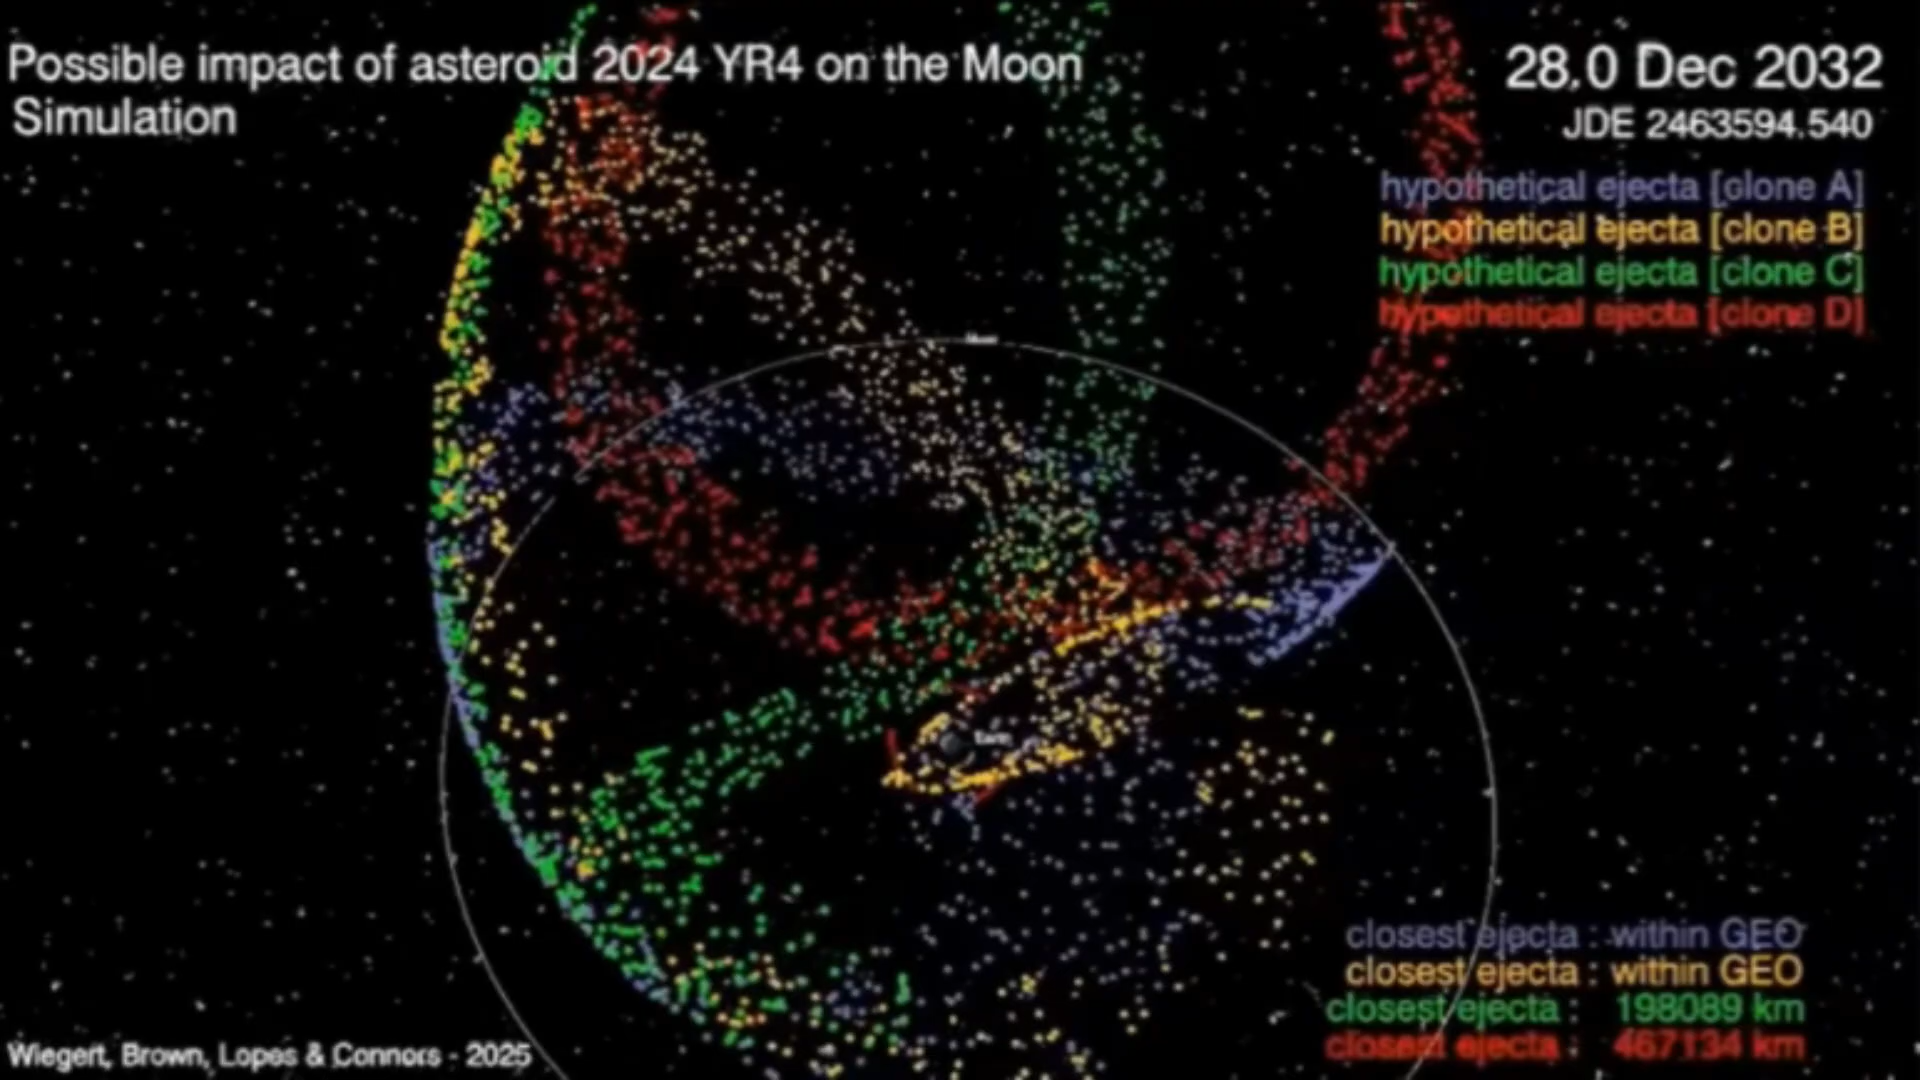 Possible impact of asteroid 2024 YR4 on the Moon
Simulation
28.0 Dec 2032
JDE 2463594.540
hypothetical ejecta [clone A]
hypothetical ejecta [clone B]
hypothetical ejecta [clone C]
hypothetical ejecta [clone D]
Moon
Earth
closest ejecta : within GEO
closest ejecta : within GEO
closest ejecta : 198089 km
closest ejecta : 467134 km
Wiegert, Brown, Lopes & Connors - 2025